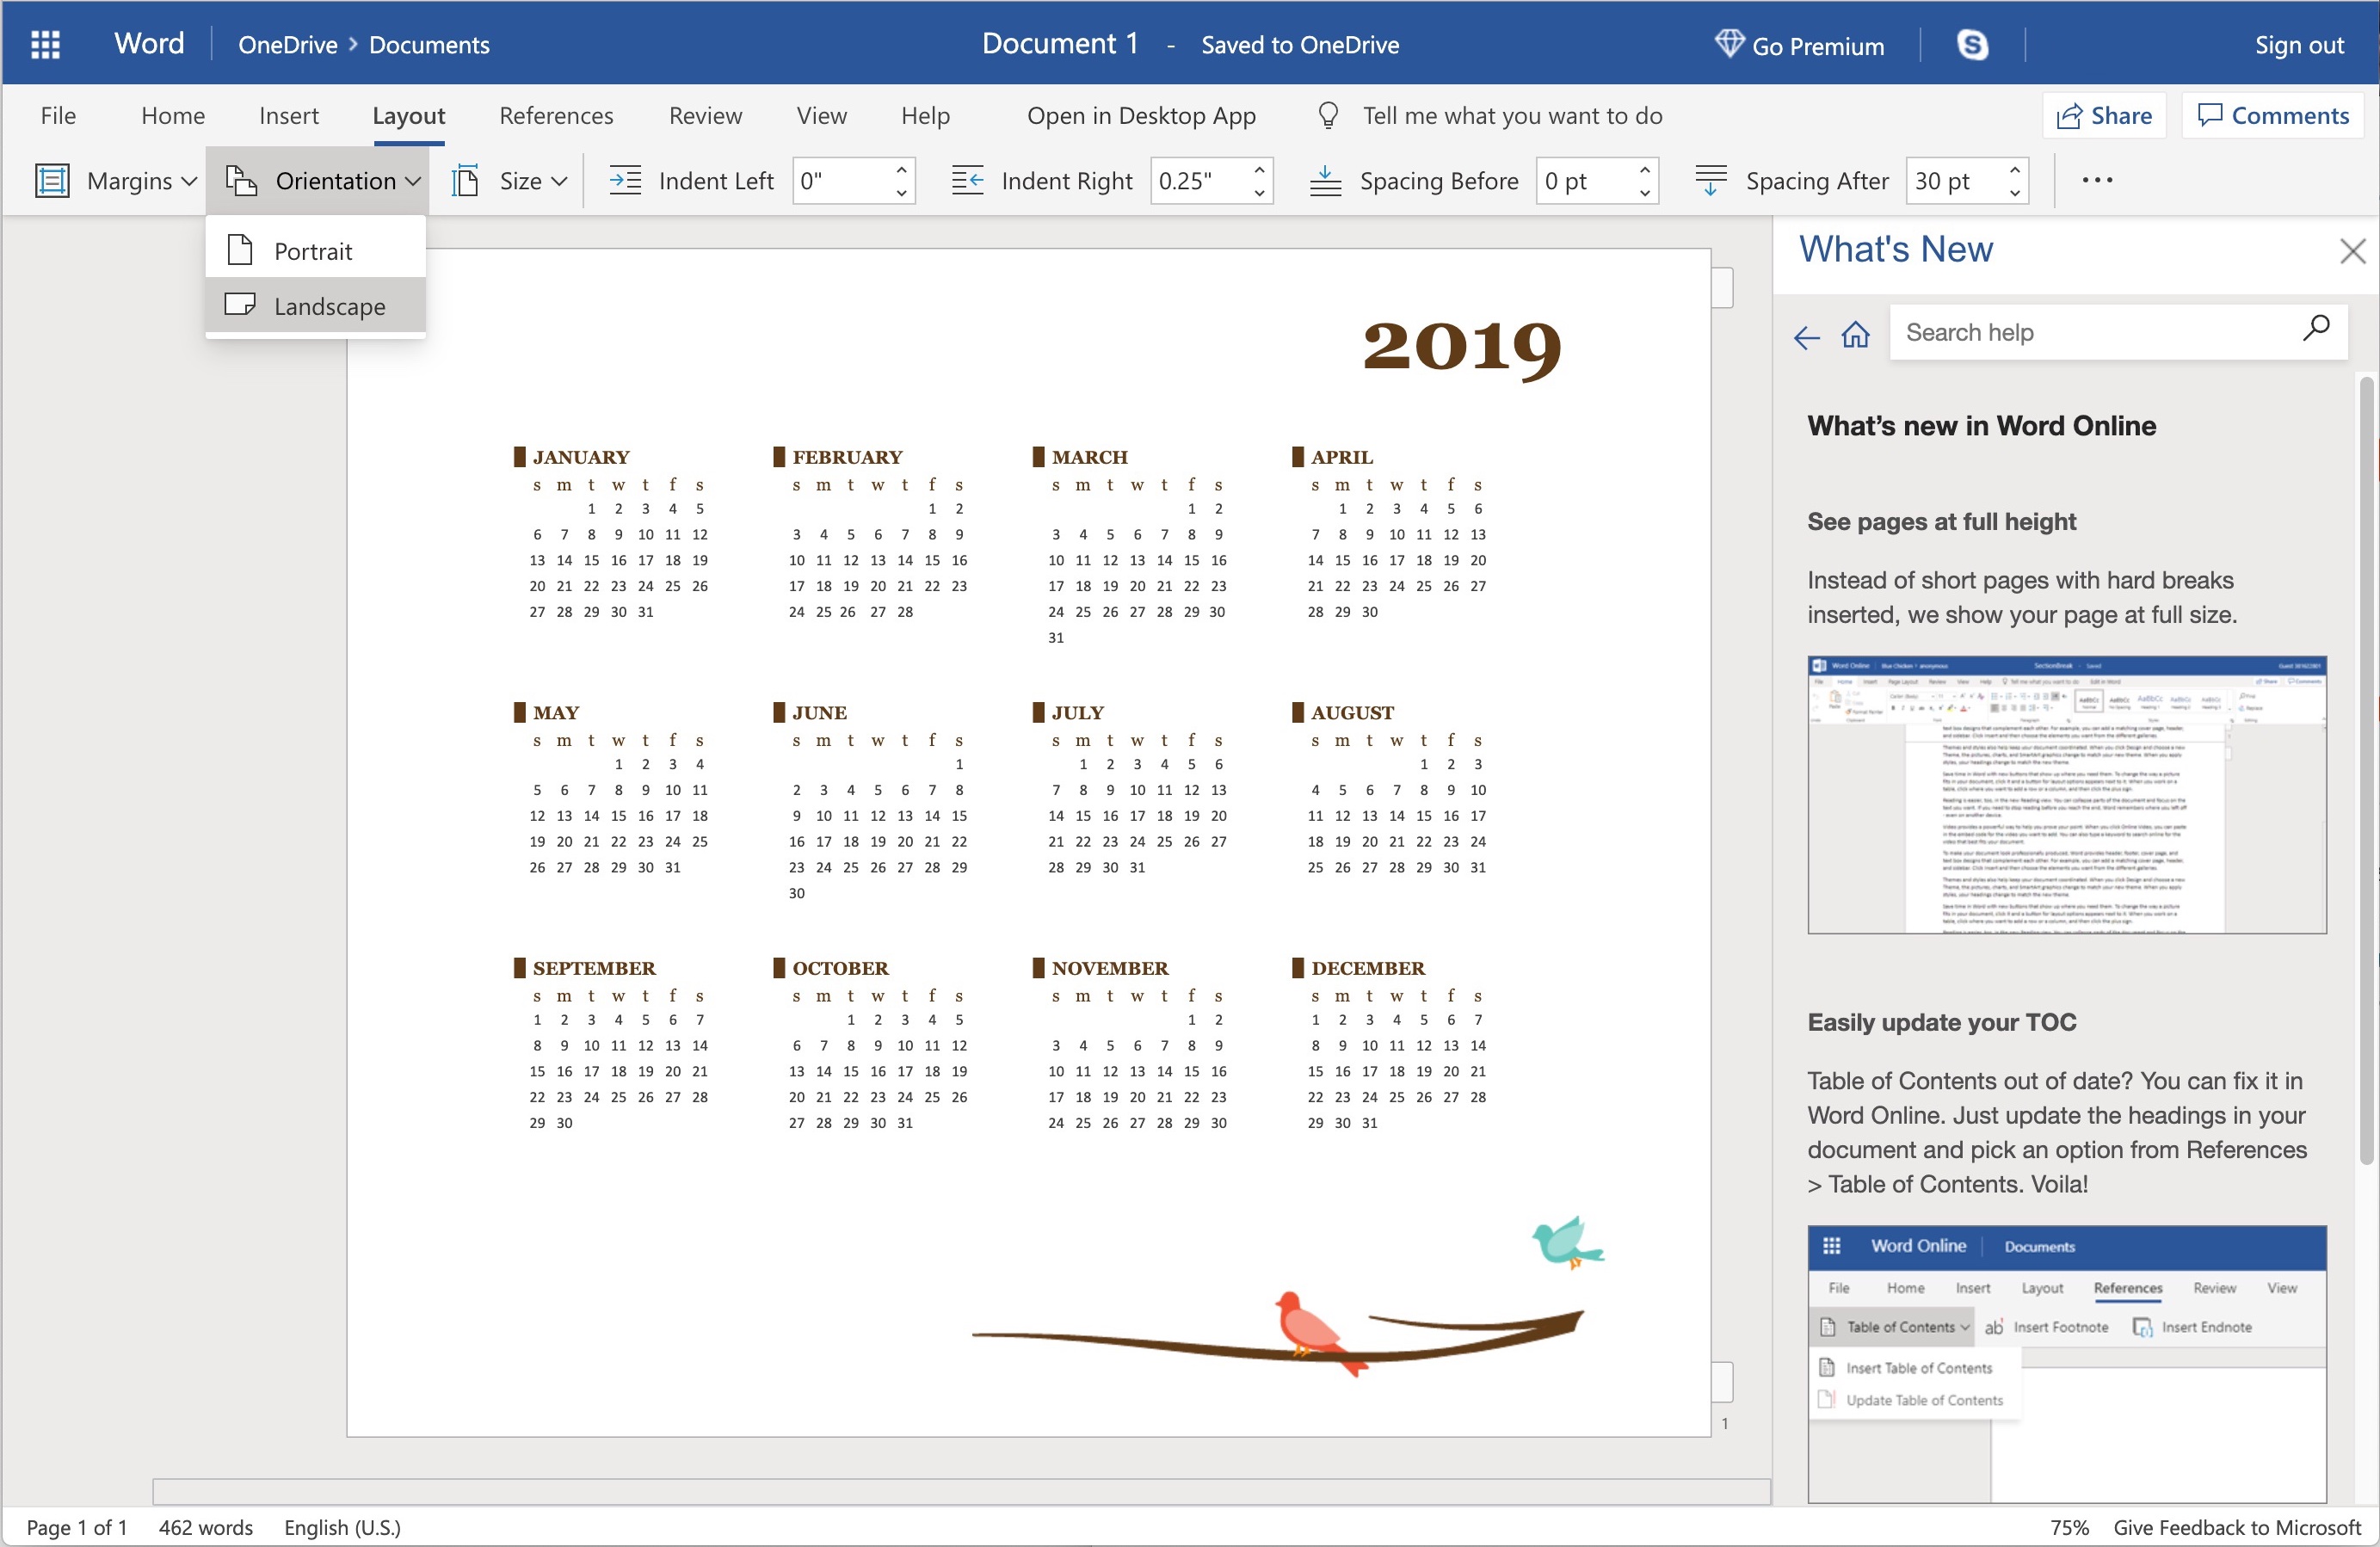 Word OneDrive > Documents Document 1 - Saved to OneDrive Go Premium Sign out
File Home Insert Layout References Review View Help Open in Desktop App Tell me what you want to do Share Comments
Margins Orientation Size Indent Left 0" Indent Right 0.25" Spacing Before 0 pt Spacing After 30 pt ...
Portrait
Landscape
2019
JANUARY FEBRUARY MARCH APRIL
s m t w t f s s m t w t f s s m t w t f s s m t w t f s
1 2 3 4 5 1 2 1 2 1 2 3 4 5 6
6 7 8 9 10 11 12 3 4 5 6 7 8 9 3 4 5 6 7 8 9 7 8 9 10 11 12 13
13 14 15 16 17 18 19 10 11 12 13 14 15 16 10 11 12 13 14 15 16 14 15 16 17 18 19 20
20 21 22 23 24 25 26 17 18 19 20 21 22 23 17 18 19 20 21 22 23 21 22 23 24 25 26 27
27 28 29 30 31 24 25 26 27 28 24 25 26 27 28 29 30 28 29 30
31
MAY JUNE JULY AUGUST
s m t w t f s s m t w t f s s m t w t f s s m t w t f s
1 2 3 4 1 1 2 3 4 5 6 1 2 3
5 6 7 8 9 10 11 2 3 4 5 6 7 8 7 8 9 10 11 12 13 4 5 6 7 8 9 10
12 13 14 15 16 17 18 9 10 11 12 13 14 15 14 15 16 17 18 19 20 11 12 13 14 15 16 17
19 20 21 22 23 24 25 16 17 18 19 20 21 22 21 22 23 24 25 26 27 18 19 20 21 22 23 24
26 27 28 29 30 31 23 24 25 26 27 28 29 28 29 30 31 25 26 27 28 29 30 31
30
SEPTEMBER OCTOBER NOVEMBER DECEMBER
s m t w t f s s m t w t f s s m t w t f s s m t w t f s
1 2 3 4 5 6 7 1 2 3 4 5 1 2 1 2 3 4 5 6 7
8 9 10 11 12 13 14 6 7 8 9 10 11 12 3 4 5 6 7 8 9 8 9 10 11 12 13 14
15 16 17 18 19 20 21 13 14 15 16 17 18 19 10 11 12 13 14 15 16 15 16 17 18 19 20 21
22 23 24 25 26 27 28 20 21 22 23 24 25 26 17 18 19 20 21 22 23 22 23 24 25 26 27 28
29 30 27 28 29 30 31 24 25 26 27 28 29 30 29 30 31
1
What's New
Search help
What’s new in Word Online
See pages at full height
Instead of short pages with hard breaks
inserted, we show your page at full size.
Word Online
Easily update your TOC
Table of Contents out of date? You can fix it in
Word Online. Just update the headings in your
document and pick an option from References
> Table of Contents. Voila!
Word Online Documents
File Home Insert Layout References Review View
Table of Contents ab Insert Footnote Insert Endnote
Insert Table of Contents
Update Table of Contents
Page 1 of 1 462 words English (U.S.) 75% Give Feedback to Microsoft